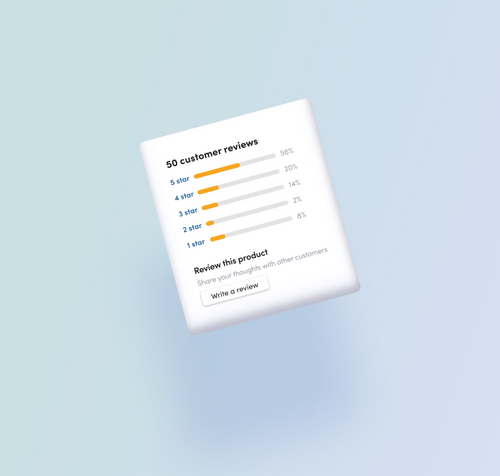 50 customer reviews
5 star 56%
4 star 20%
3 star 14%
2 star 2%
1 star 8%
Review this product
Share your thoughts with other customers
Write a review